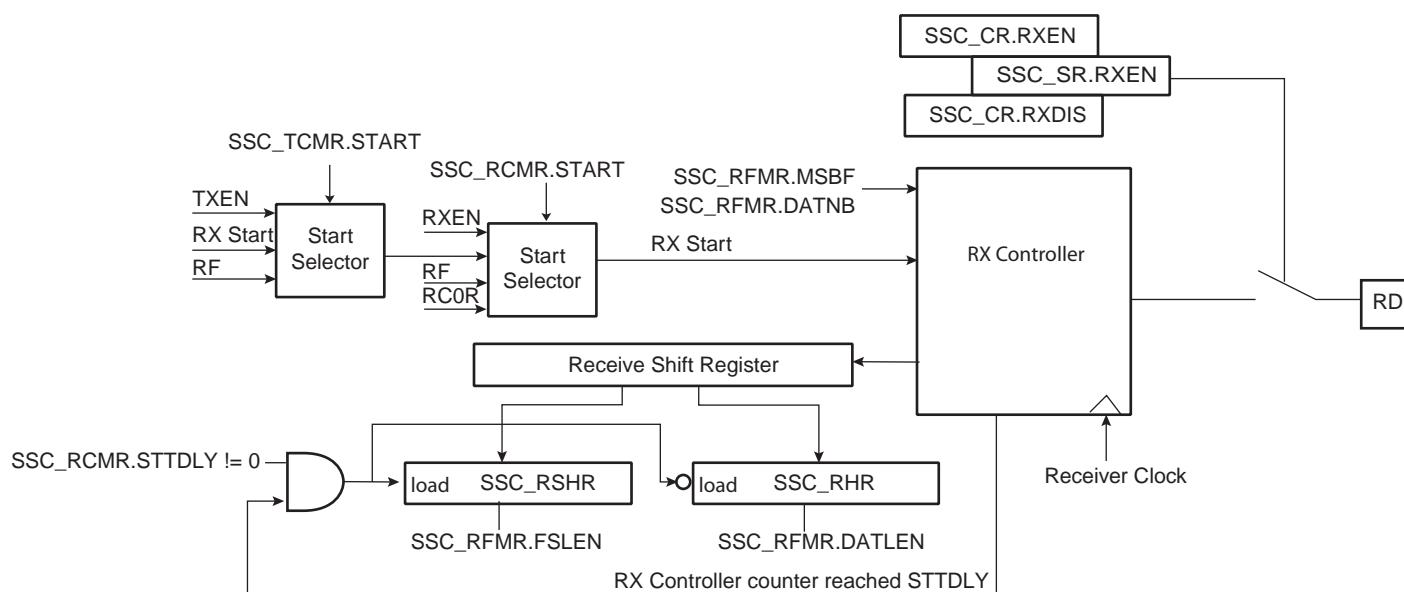 SSC_CR.RXEN
SSC_SR.RXEN
SSC_CR.RXDIS
SSC_TCMR.START
SSC_RCMR.START
SSC_RFMR.MSBF
SSC_RFMR.DATNB
TXEN
RX Start
RF
Start
Selector
RXEN
RF
RC0R
Start
Selector
RX Start
RX Controller
RD
Receive Shift Register
SSC_RCMR.STTDLY != 0
load
SSC_RSHR
load
SSC_RHR
Receiver Clock
SSC_RFMR.FSLEN
SSC_RFMR.DATLEN
RX Controller counter reached STTDLY